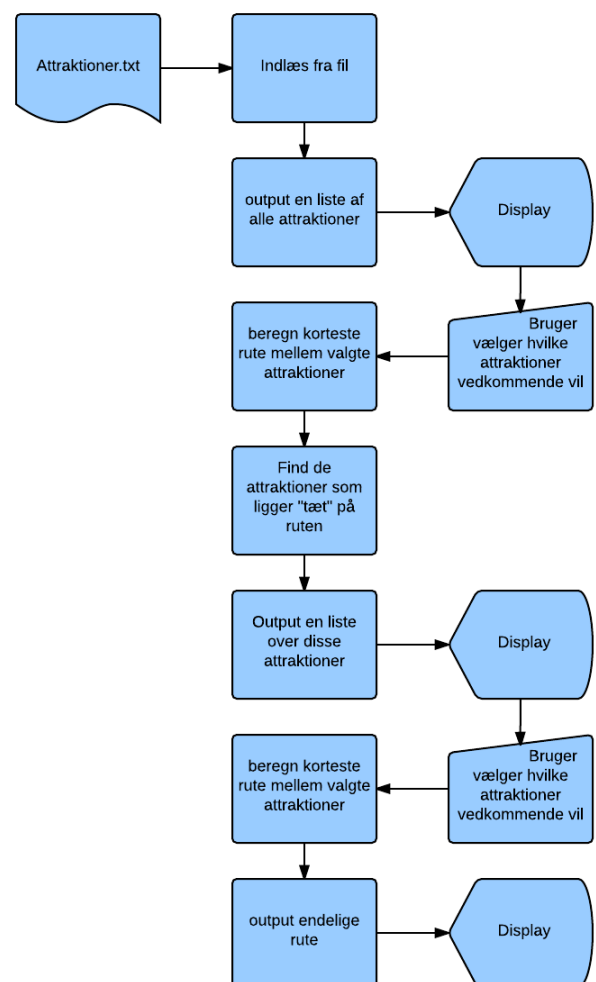 Attraktioner.txt
Indlæs fra fil
output en liste af
alle attraktioner
Display
Bruger
vælger hvilke
attraktioner
vedkommende vil
beregn korteste
rute mellem valgte
attraktioner
Find de
attraktioner som
ligger "tæt" på
ruten
Output en liste
over disse
attraktioner
Display
Bruger
vælger hvilke
attraktioner
vedkommende vil
beregn korteste
rute mellem valgte
attraktioner
output endelige
rute
Display